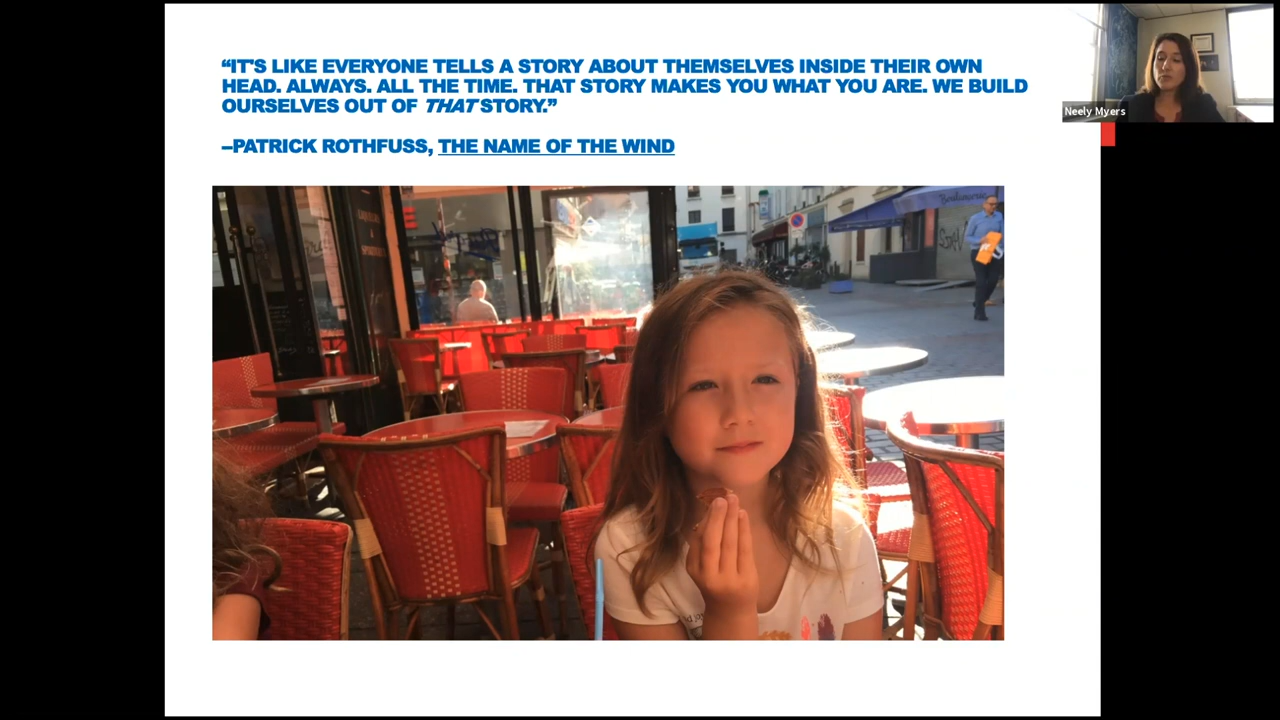 “IT'S LIKE EVERYONE TELLS A STORY ABOUT THEMSELVES INSIDE THEIR OWN
HEAD. ALWAYS. ALL THE TIME. THAT STORY MAKES YOU WHAT YOU ARE. WE BUILD
OURSELVES OUT OF THAT STORY.”
–PATRICK ROTHFUSS, THE NAME OF THE WIND
Neely Myers